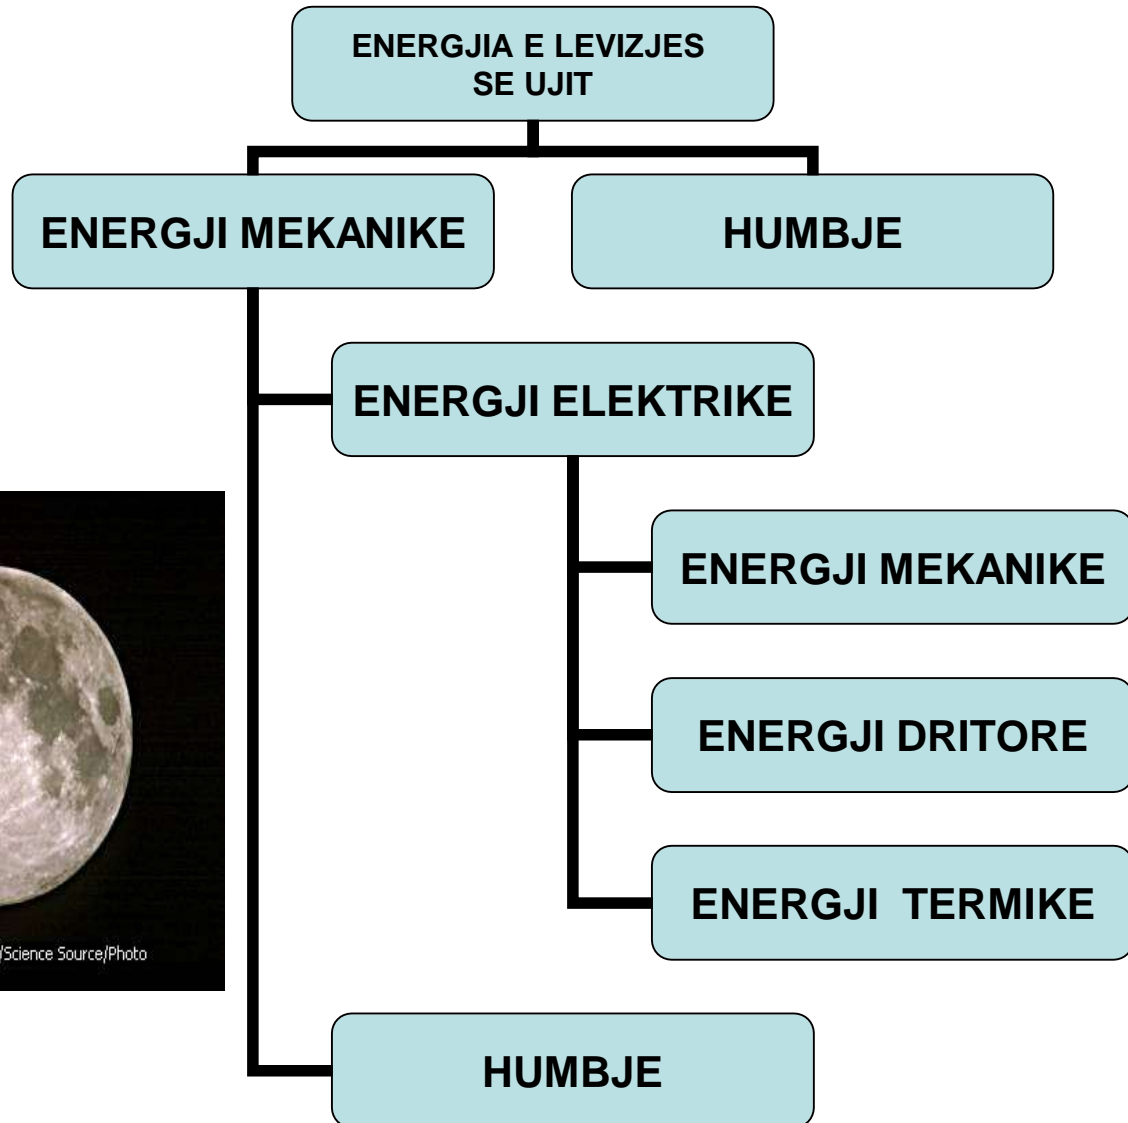 ENERGJIA E LEVIZJES
SE UJIT
ENERGJI MEKANIKE
HUMBJE
ENERGJI ELEKTRIKE
ENERGJI MEKANIKE
ENERGJI DRITORE
ENERGJI TERMIKE
/Science Source/Photo
HUMBJE